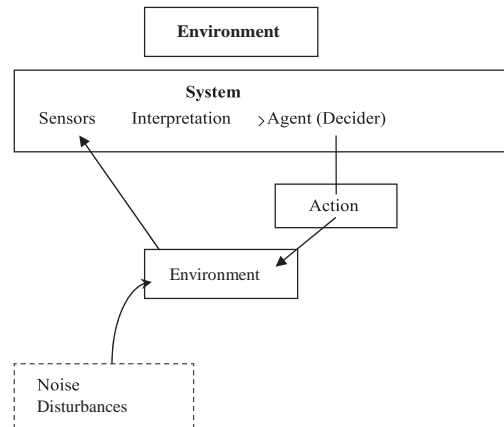 Environment
System
Sensors Interpretation >Agent (Decider)
Action
Environment
Noise
Disturbances